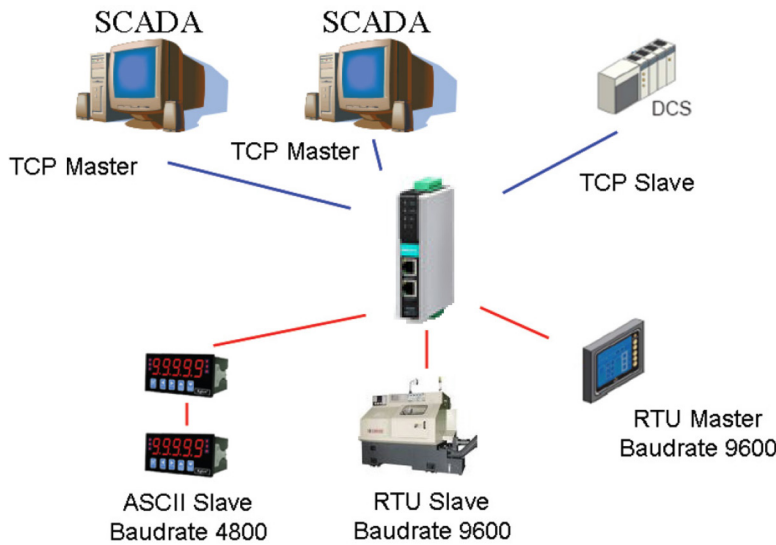 SCADA
SCADA
DCS
TCP Master
TCP Master
TCP Slave
99999
99999
ASCII Slave
Baudrate 4800
RTU Slave
Baudrate 9600
RTU Master
Baudrate 9600